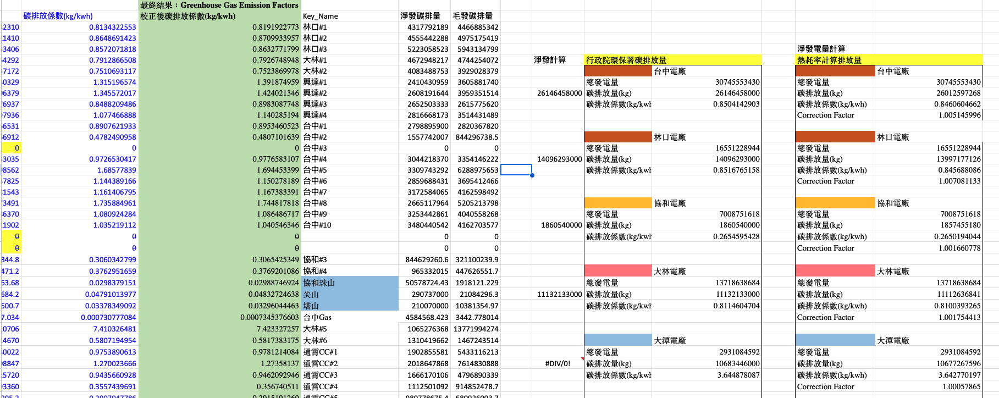 最終結果：Greenhouse Gas Emission Factors
碳排放係數(kg/kwh) 校正後碳排放係數(kg/kwh) Key_Name 淨發碳排量 毛發碳排量
32310 0.8134322553 0.8191922773 林口#1 4317792189 4466885342
1410 0.8648691423 0.8709933957 林口#2 4555442288 4975175419
33406 0.8572071818 0.8632771799 林口#3 5223058523 5943134799 淨發電量計算
54292 0.7912866508 0.7926748948 大林#1 4672948217 4744254072 淨發計算 行政院環保署碳排放量 熱耗率計算排放量
37172 0.7510693117 0.7523869978 大林#2 4083488753 3929028379 台中電廠 台中電廠
0329 1.315196574 1.391874959 興達#1 2410430959 3605881740 總發電量 30745553430 總發電量 30745553430
6379 1.345572017 1.424021346 興達#2 2608191644 3959351514 26146458000 碳排放量(kg) 26146458000 碳排放量(kg) 26012597268
6937 0.8488209486 0.8983087748 興達#3 2652503333 2615775620 碳排放係數(kg/kwh 0.8504142903 碳排放係數(kg/kwh) 0.8460604662
7936 1.077466888 1.140285194 興達#4 2816668173 3514431489 Correction Factor 1.005145996
6531 0.8907621933 0.8953460523 台中#1 2798895900 2820367820
6912 0.4782490958 0.4807101639 台中#2 1557742007 844296738.5 林口電廠 林口電廠
0 0 0 台中#3 0 0 總發電量 16551228944 總發電量 16551228944
3035 0.9726530417 0.9776583107 台中#4 3044218370 3354146222 14096293000 碳排放量(kg) 14096293000 碳排放量(kg) 13997177126
8562 1.68577839 1.694453399 台中#5 3309743292 6288975653 碳排放係數(kg/kwh 0.8516765158 碳排放係數(kg/kwh) 0.845688086
7825 1.144389166 1.150278189 台中#6 2859688431 3695412466 Correction Factor 1.007081133
1543 1.161406795 1.167383391 台中#7 3172584065 4162598492
3491 1.735884961 1.744817818 台中#8 2665117964 5205213798 協和電廠 協和電廠
6370 1.080924284 1.086486717 台中#9 3253442861 4040558268 總發電量 7008751618 總發電量 7008751618
1902 1.035219112 1.040546346 台中#10 3480440542 4162703577 1860540000 碳排放量(kg) 1860540000 碳排放量(kg) 1857455180
0 0 0 0 0 碳排放係數(kg/kwh 0.2654595428 碳排放係數(kg/kwh) 0.2650194044
0 0 0 0 0 Correction Factor 1.001660778
844.8 0.3060342799 0.3065425349 協和#3 844629260.6 321100239.9
471.2 0.3762951659 0.3769201086 協和#4 965332015 447626551.7 大林電廠 大林電廠
63.68 0.0298379151 0.02988746924 協和珠山 50578724.43 1918121.229 總發電量 13718638684 總發電量 13718638684
684.2 0.04791013977 0.04832724638 尖山 290737000 21084296.3 11132133000 碳排放量(kg) 11132133000 碳排放量(kg) 11112636841
600.7 0.03378349092 0.03296044463 塔山 210070000 10381354.97 碳排放係數(kg/kwh 0.8114604704 碳排放係數(kg/kwh) 0.8100393265
7.034 0.000730777084 0.0007345376603 台中Gas 4584568.423 3442.778014 Correction Factor 1.001754413
0706 7.410326481 7.423327257 大林#5 1065276368 13771994274
4670 0.5807194954 0.5817383175 大林#6 1310419662 1467243514 大潭電廠 大潭電廠
0022 0.9753890613 0.9781214084 通霄CC#1 1902855581 5433116213 總發電量 2931084592 總發電量 2931084592
8847 1.270023666 1.27358137 通霄CC#2 2018647868 7614830888 #DIV/0! 碳排放量(kg) 10683446000 碳排放量(kg) 10677267596
5720 0.9435660928 0.9462092946 通霄CC#3 1666170106 4796890339 碳排放係數(kg/kwh 3.644878087 碳排放係數(kg/kwh) 3.642770197
3360 0.3557439691 0.356740511 通霄CC#4 1112501092 914852478.7 Correction Factor 1.00057865
通霄CC#5